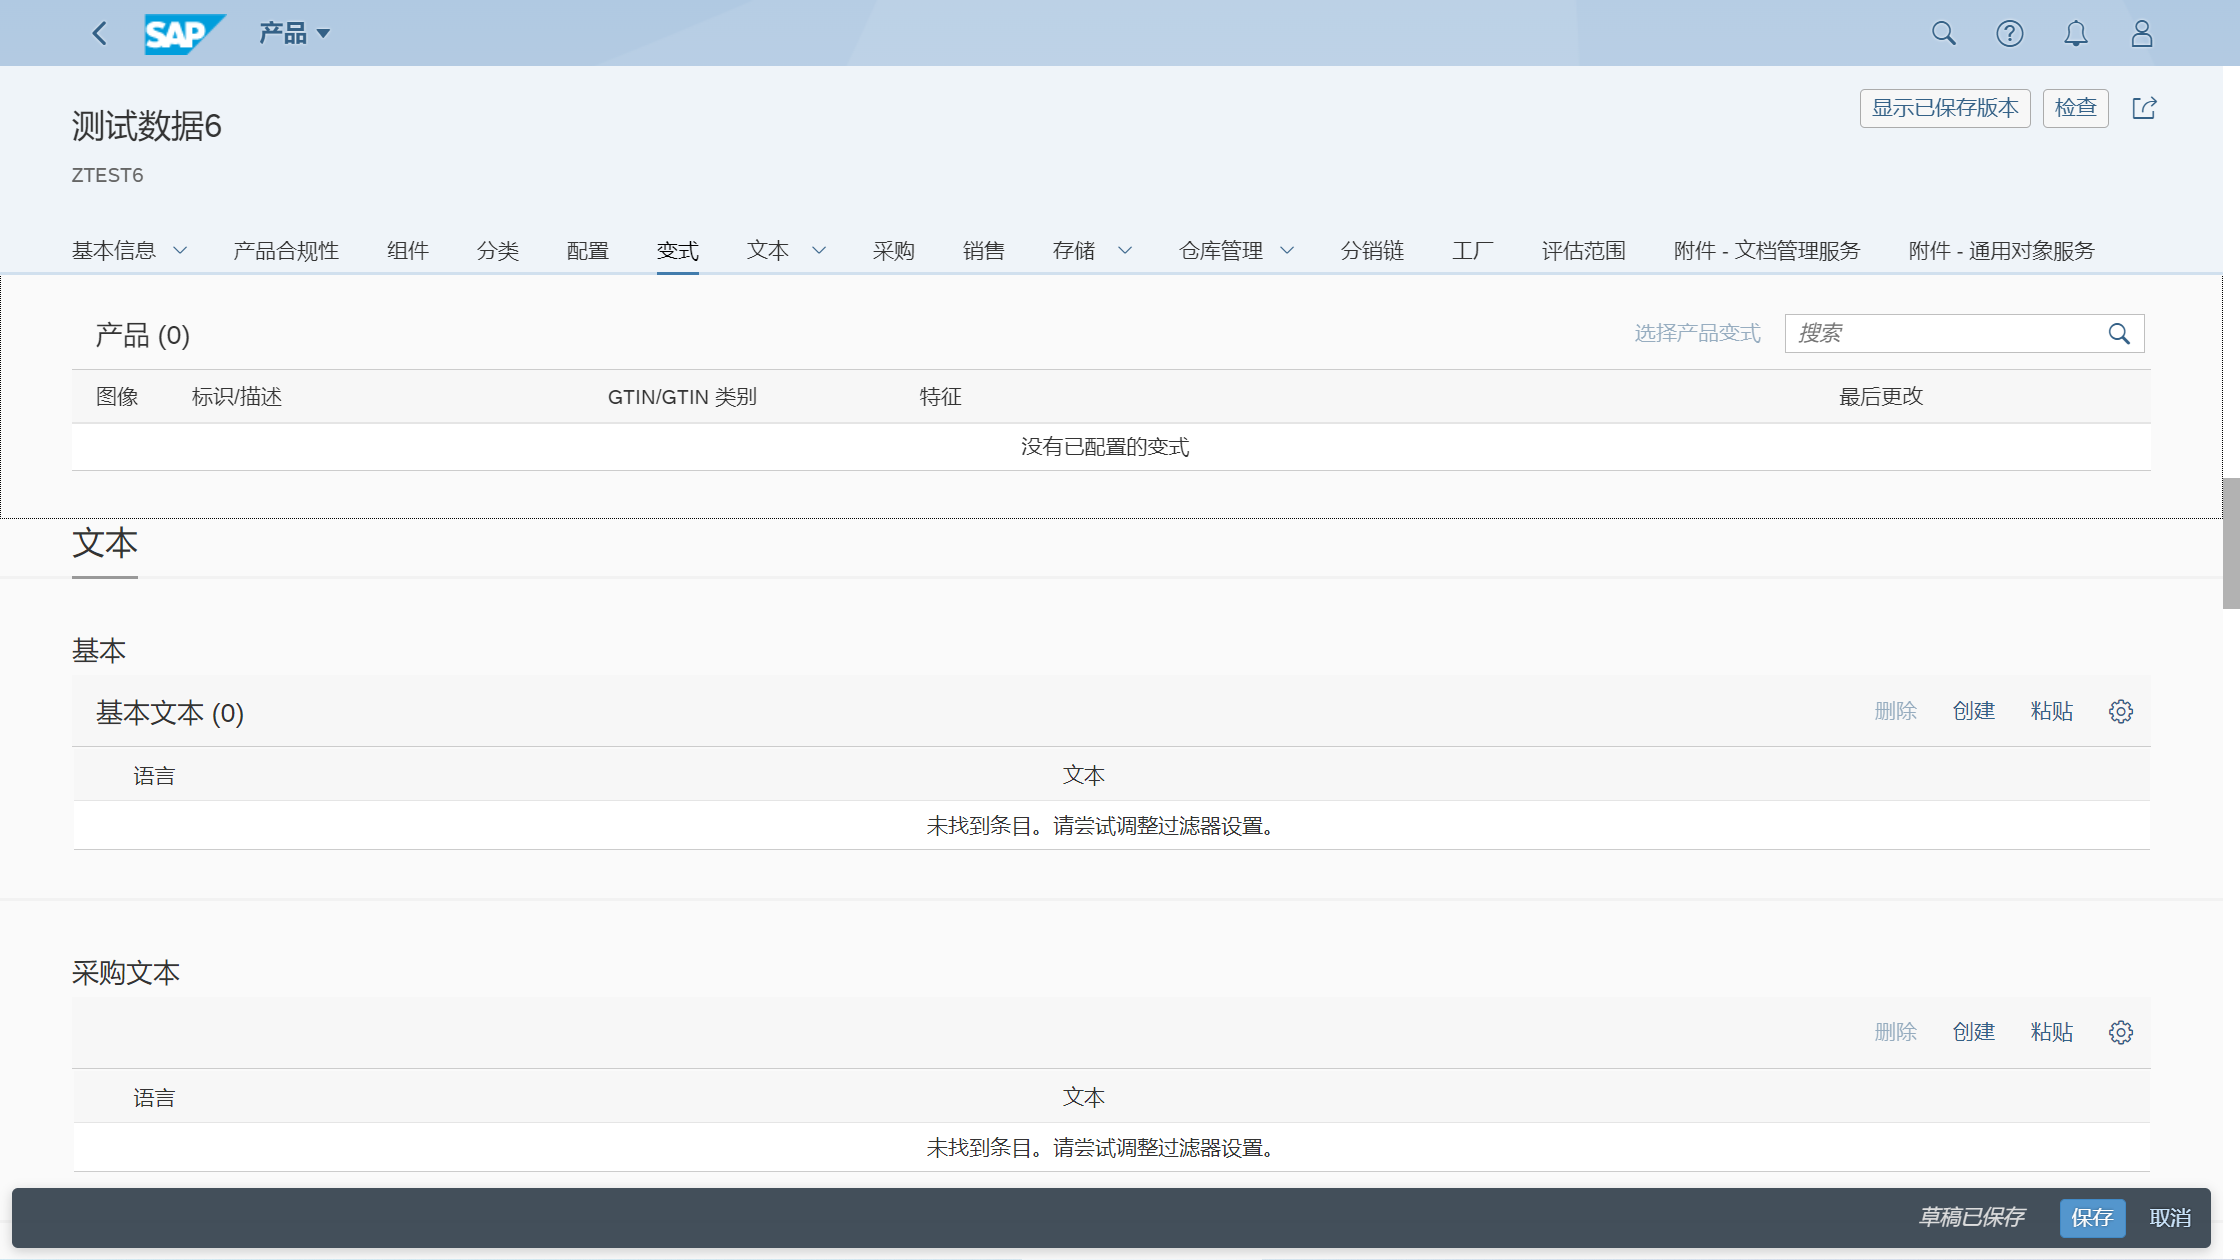 SAP 产品
显示已保存版本 检查
测试数据6
ZTEST6
基本信息 产品合规性 组件 分类 配置 变式 文本 采购 销售 存储 仓库管理 分销链 工厂 评估范围 附件 - 文档管理服务 附件 - 通用对象服务
产品 (0) 选择产品变式 搜索
图像 标识/描述 GTIN/GTIN 类别 特征 最后更改
没有已配置的变式
文本
基本
基本文本 (0) 删除 创建 粘贴
语言 文本
未找到条目。请尝试调整过滤器设置。
采购文本
删除 创建 粘贴
语言 文本
未找到条目。请尝试调整过滤器设置。
草稿已保存 保存 取消